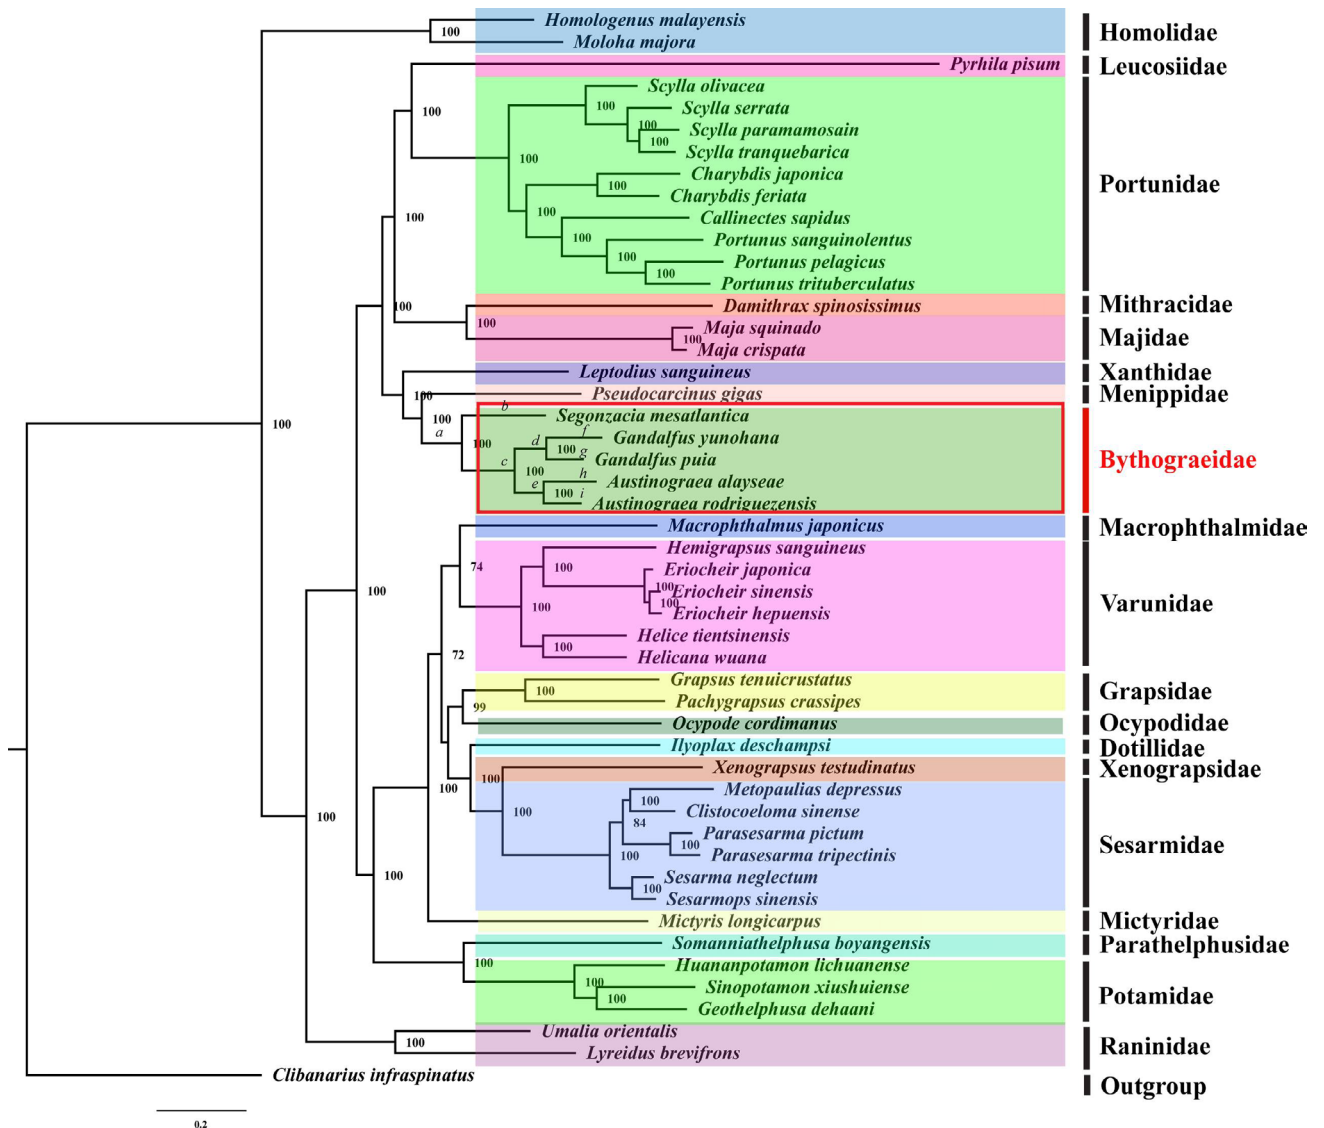 Homologenus malayensis
100
Moloha majora
Homolidae
Pyrhila pisum
Leucosiidae
100
Scylla olivacea
100
Scylla serrata
100
Scylla paramamosain
100
Scylla tranquebarica
100
Charybdis japonica
100
Charybdis feriata
100
Callinectes sapidus
100
Portunus sanguinolentus
100
Portunus pelagicus
100
Portunus trituberculatus
Portunidae
100
100
Damithrax spinosissimus
Mithracidae
100
Maja squinado
100
Maja crispata
Majidae
Leptodius sanguineus
Xanthidae
100
Pseudocarcinus gigas
Menippidae
b
100
a
Segonzacia mesatlantica
100
f
d
Gandalfus yunohana
100
g
c
Gandalfus puia
100
h
e
Austinograea alayseae
100
i
Austinograea rodriguezensis
Bythograeidae
100
100
Macrophthalmus japonicus
Macrophthalmidae
74
Hemigrapsus sanguineus
100
Eriocheir japonica
100
Eriocheir sinensis
100
Eriocheir hepuensis
100
Helice tientsinensis
100
Helicana wuana
Varunidae
72
Grapsus tenuicrustatus
100
Pachygrapsus crassipes
Grapsidae
99
Ocypode cordimanus
Ocypodidae
Ilyoplax deschampsi
Dotillidae
100
100
Xenograpsus testudinatus
Xenograpsidae
100
Metopaulias depressus
100
Clistocoeloma sinense
84
Parasesarma pictum
100
Parasesarma tripectinis
100
Sesarma neglectum
100
Sesarmops sinensis
Sesarmidae
100
100
Mictyris longicarpus
Mictyridae
Somanniathelphusa boyangensis
Parathelphusidae
100
Huananpotamon lichuanense
100
Sinopotamon xiushuiense
100
Geothelphusa dehaani
Potamidae
Umalia orientalis
100
Lyreidus brevifrons
Raninidae
Clibanarius infraspinatus
Outgroup
0.2